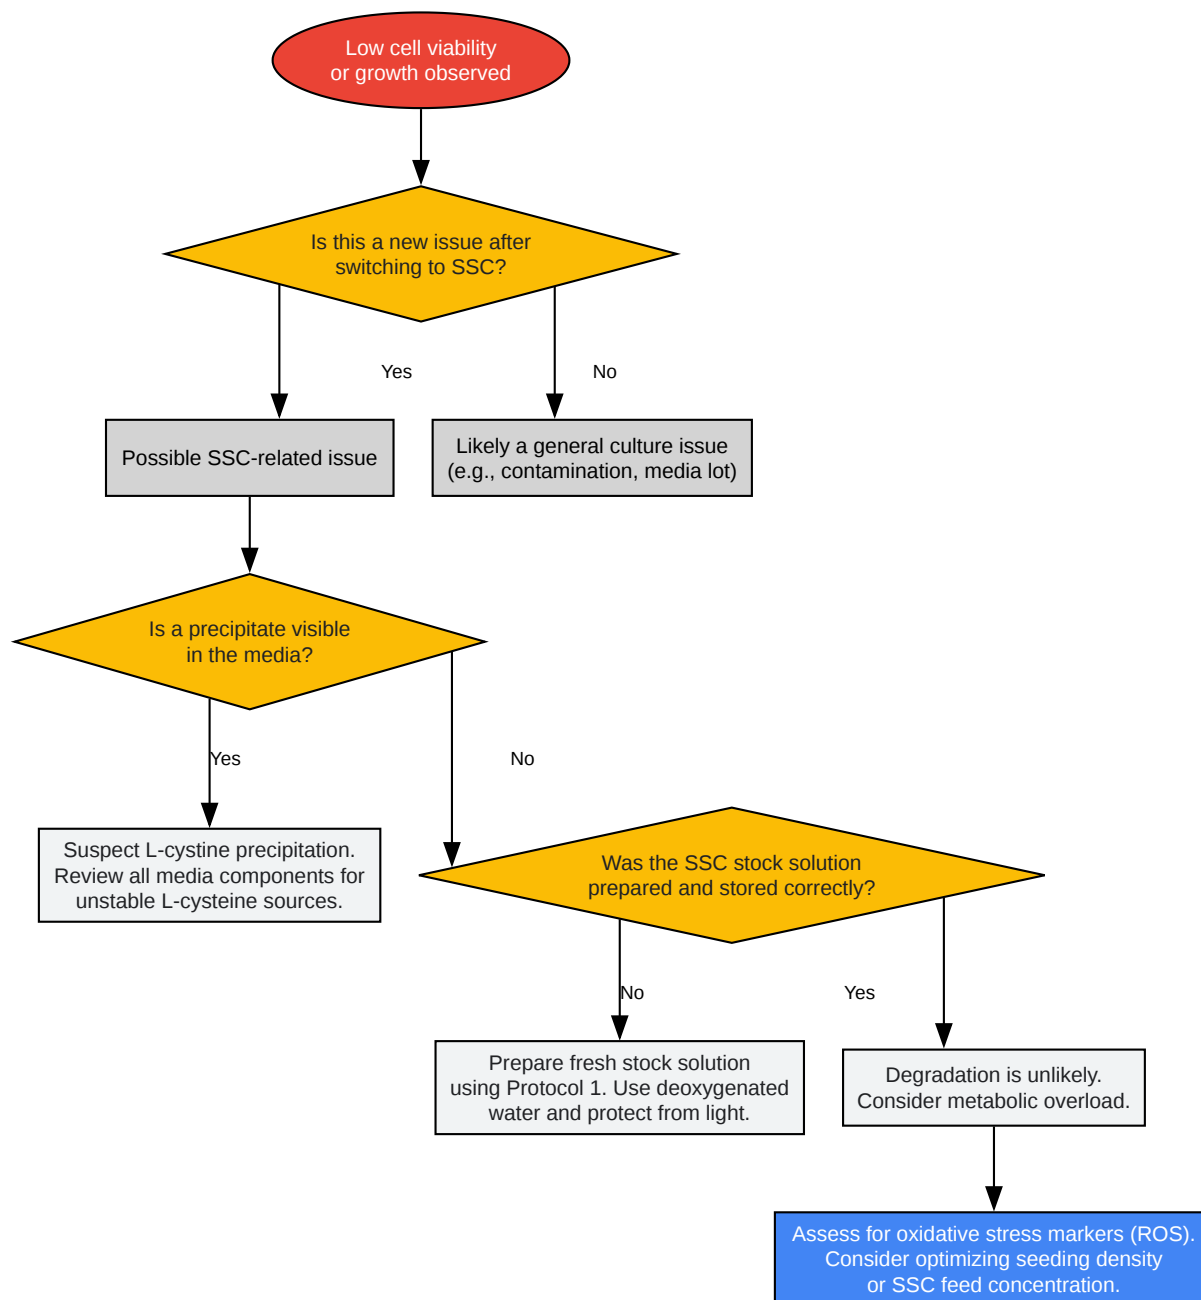 Low cell viability
or growth observed
Is this a new issue after
switching to SSC?
Yes
No
Possible SSC-related issue
Likely a general culture issue
(e.g., contamination, media lot)
Is a precipitate visible
in the media?
Yes
No
Suspect L-cystine precipitation.
Review all media components for
unstable L-cysteine sources.
Was the SSC stock solution
prepared and stored correctly?
No
Yes
Prepare fresh stock solution
using Protocol 1. Use deoxygenated
water and protect from light.
Degradation is unlikely.
Consider metabolic overload.
Assess for oxidative stress markers (ROS).
Consider optimizing seeding density
or SSC feed concentration.